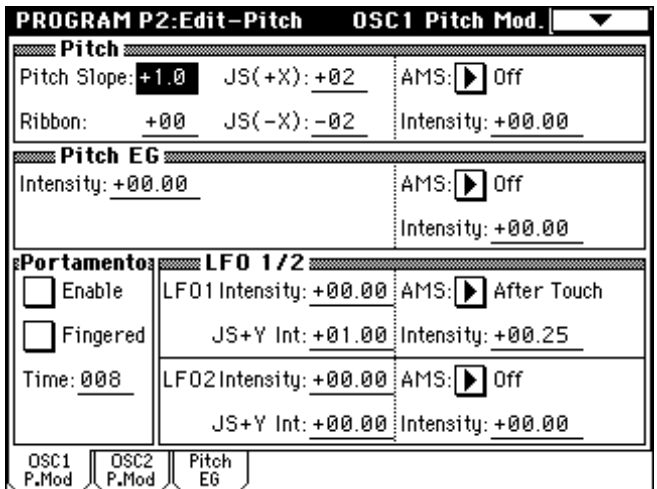 PROGRAM P2:Edit-Pitch OSC1 Pitch Mod.
Pitch
Pitch Slope: +1.0 JS(+X): +02 AMS: Off
Ribbon: +00 JS(-X): -02 Intensity: +00.00
Pitch EG
Intensity: +00.00 AMS: Off
Intensity: +00.00
Portamento LFO 1/2
Enable LFO1 Intensity: +00.00 AMS: After Touch
Fingered JS+Y Int: +01.00 Intensity: +00.25
Time: 008 LFO2 Intensity: +00.00 AMS: Off
JS+Y Int: +00.00 Intensity: +00.00
OSC1 OSC2 Pitch
P.Mod P.Mod EG